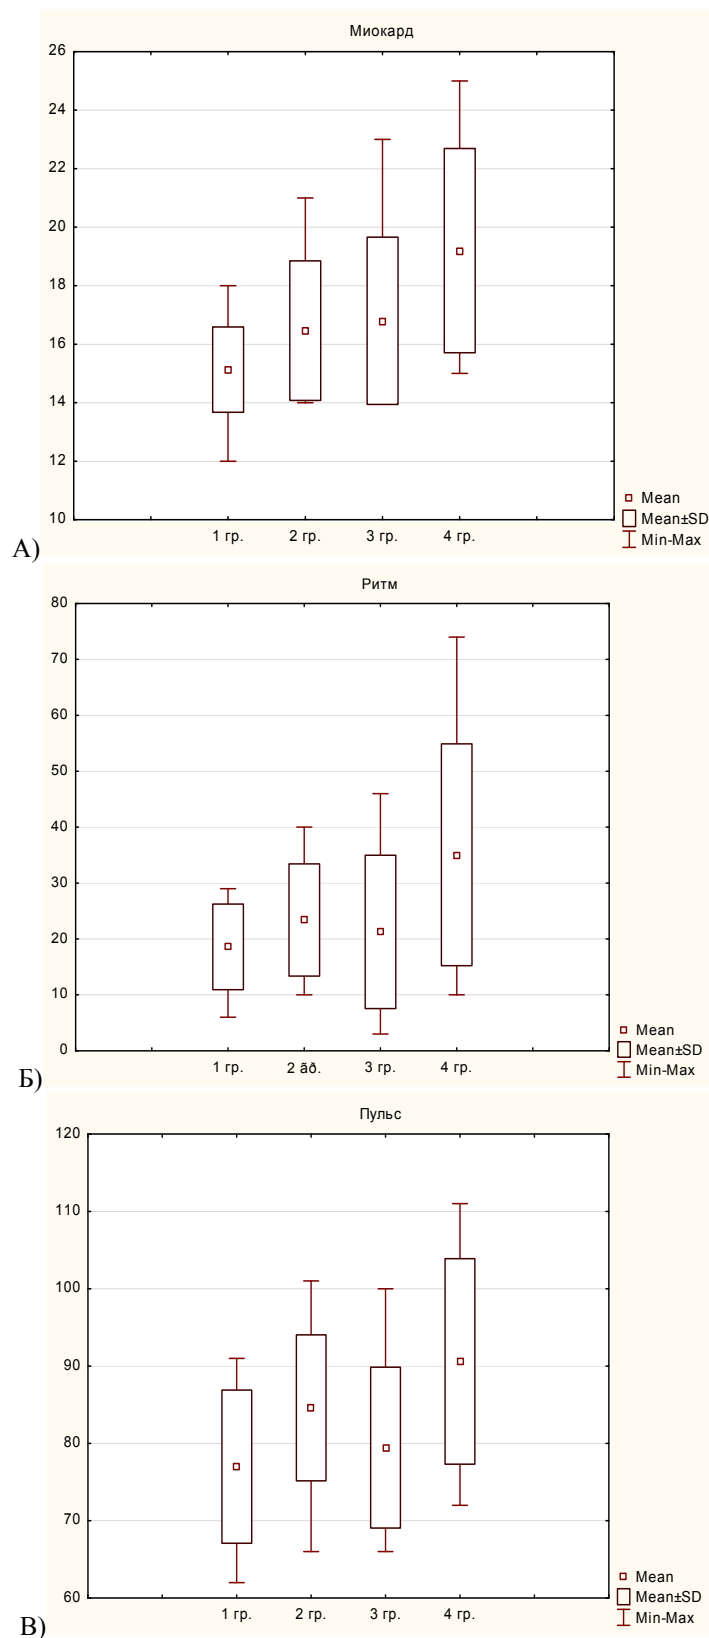 Миокард
26
24
22
20
18
16
14
12
10
1 гр. 2 гр. 3 гр. 4 гр.
Mean
Mean±SD
Min-Max
А)
Ритм
80
70
60
50
40
30
20
10
0
1 гр. 2 ãð. 3 гр. 4 гр.
Mean
Mean±SD
Min-Max
Б)
Пульс
120
110
100
90
80
70
60
1 гр. 2 гр. 3 гр. 4 гр.
Mean
Mean±SD
Min-Max
В)